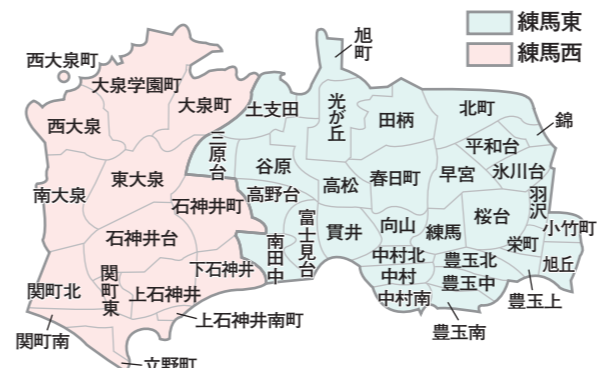 練馬東
練馬西
西大泉町
大泉学園町
大泉町
西大泉
南大泉
東大泉
石神井町
石神井台
下石神井
関町北
関町東
上石神井
上石神井南町
関町南
立野町
旭町
土支田
光が丘
田柄
北町
錦
三原台
谷原
高松
春日町
早宮
平和台
氷川台
羽沢
高野台
富士見台
南田中
貫井
向山
練馬
桜台
小竹町
栄町
旭丘
中村北
中村
中村南
豊玉北
豊玉中
豊玉上
豊玉南